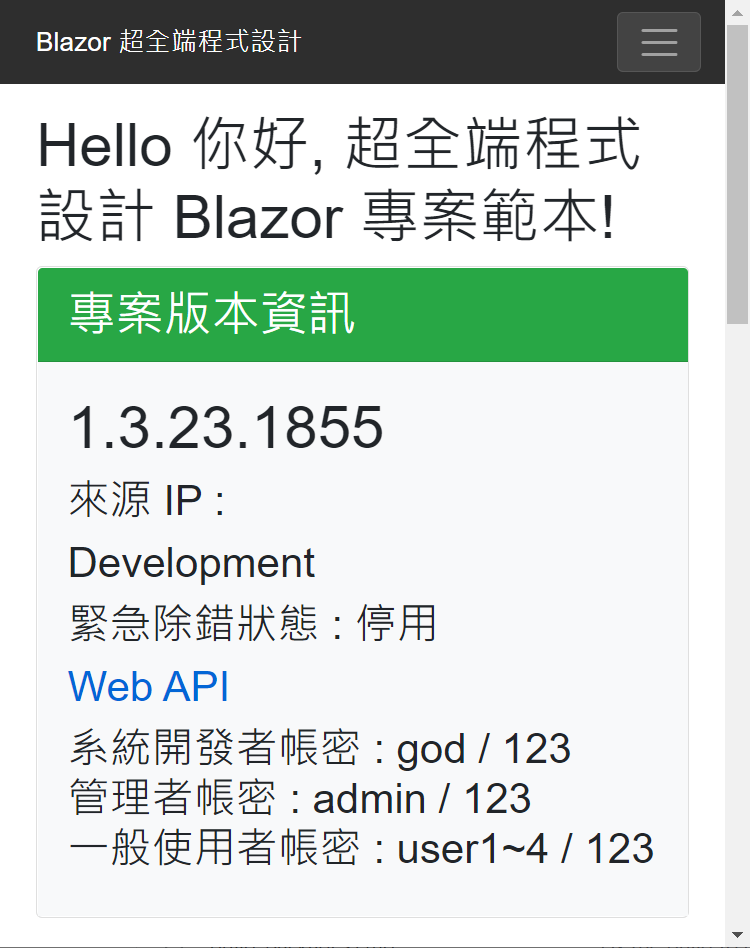 Blazor 超全端程式設計
Hello 你好, 超全端程式
設計 Blazor 專案範本!
專案版本資訊
1.3.23.1855
來源 IP :
Development
緊急除錯狀態 : 停用
Web API
系統開發者帳密 : god / 123
管理者帳密 : admin / 123
一般使用者帳密 : user1~4 / 123